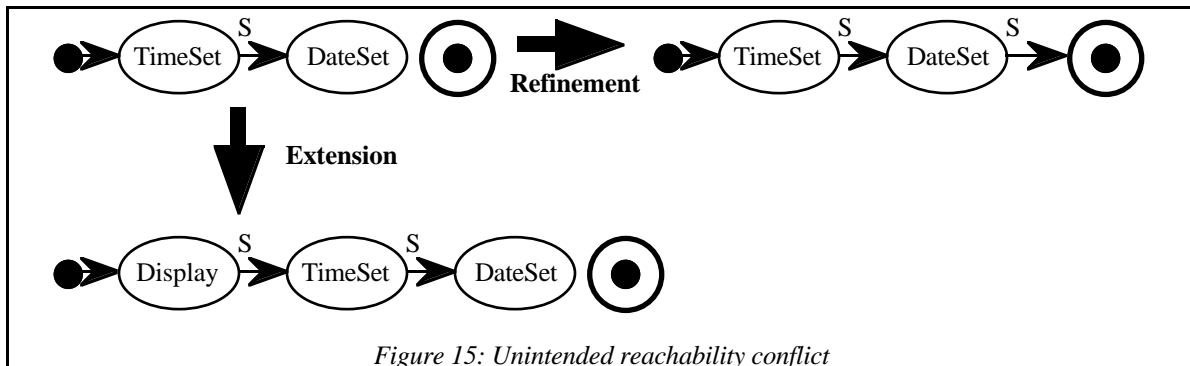 S S S
TimeSet DateSet TimeSet DateSet
Refinement
Extension
S S
Display TimeSet DateSet
Figure 15: Unintended reachability conflict